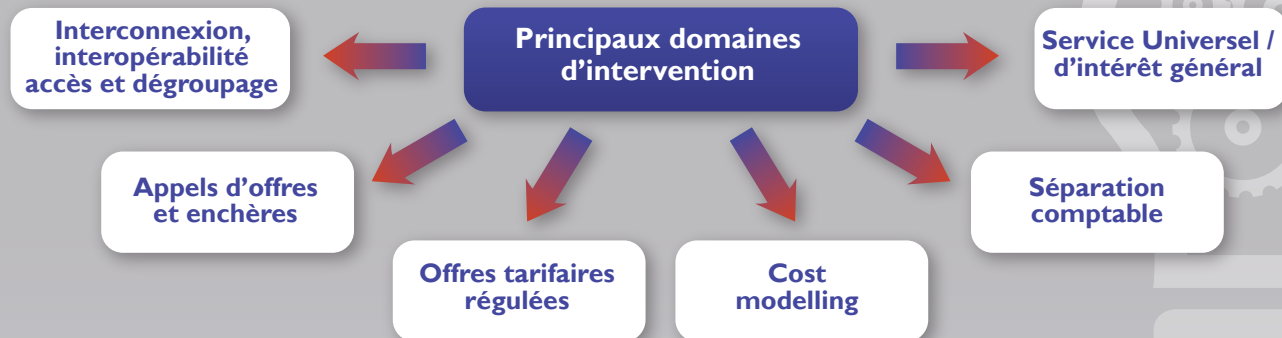 Principaux domaines
d’intervention
Interconnexion,
interopérabilité
accès et dégroupage
Service Universel /
d’intérêt général
Appels d’offres
et enchères
Séparation
comptable
Offres tarifaires
régulées
Cost
modelling